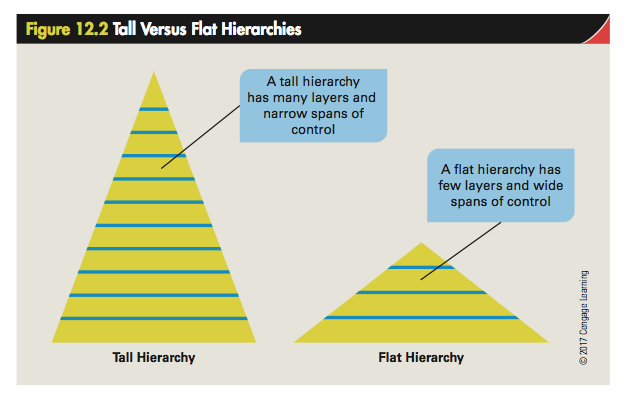 Figure 12.2 Tall Versus Flat Hierarchies
A tall hierarchy
has many layers and
narrow spans of
control
A flat hierarchy has
few layers and wide
spans of control
Tall Hierarchy
Flat Hierarchy
© 2017 Cengage Learning